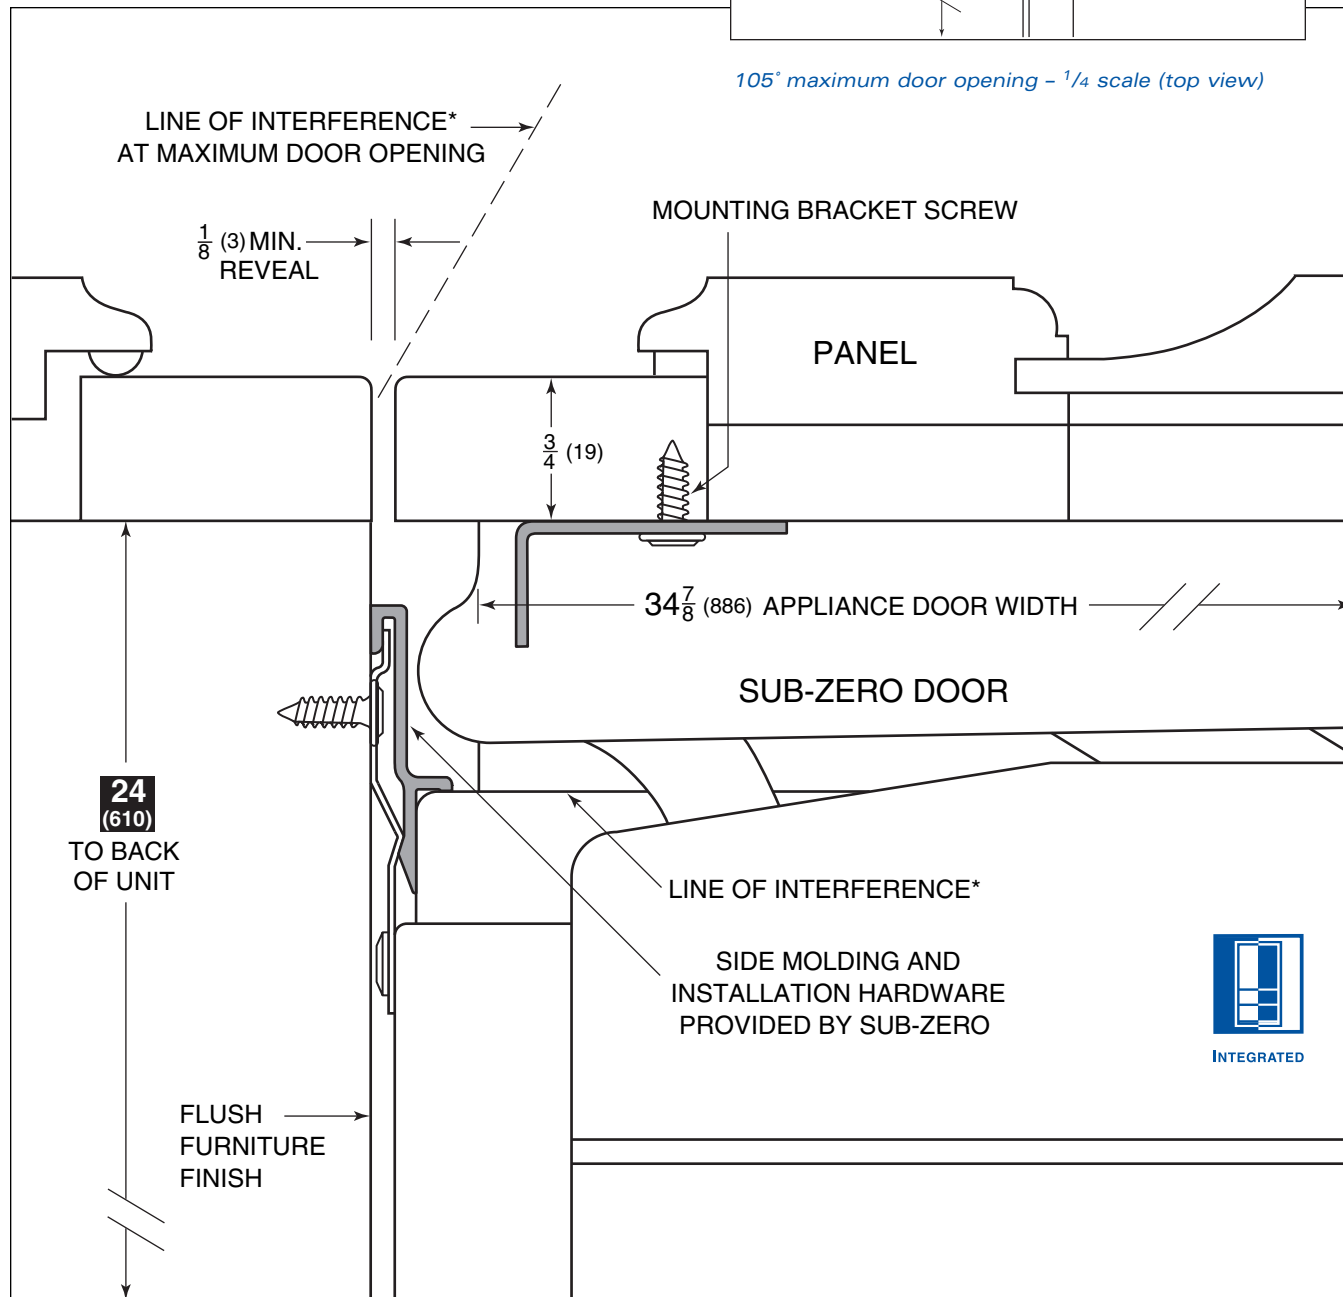 105° maximum door opening – 1/4 scale (top view)
LINE OF INTERFERENCE*
AT MAXIMUM DOOR OPENING
MOUNTING BRACKET SCREW
1/8 (3) MIN.
REVEAL
PANEL
3/4 (19)
34 7/8 (886) APPLIANCE DOOR WIDTH
SUB-ZERO DOOR
24
(610)
TO BACK
OF UNIT
LINE OF INTERFERENCE*
SIDE MOLDING AND
INSTALLATION HARDWARE
PROVIDED BY SUB-ZERO
INTEGRATED
FLUSH
FURNITURE
FINISH